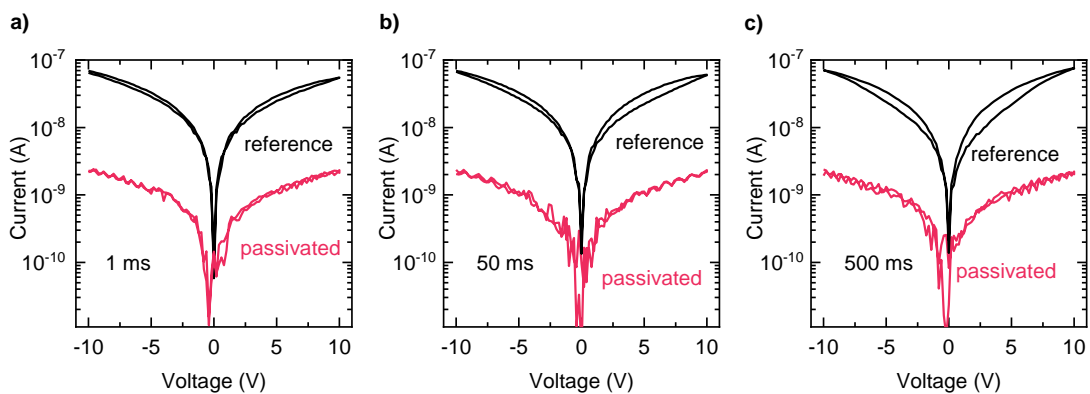 a)
10⁻⁷
10⁻⁸
10⁻⁹
10⁻¹⁰
Current (A)
reference
passivated
1 ms
-10 -5 0 5 10
Voltage (V)
b)
10⁻⁷
10⁻⁸
10⁻⁹
10⁻¹⁰
Current (A)
reference
50 ms
passivated
-10 -5 0 5 10
Voltage (V)
c)
10⁻⁷
10⁻⁸
10⁻⁹
10⁻¹⁰
Current (A)
reference
500 ms
passivated
-10 -5 0 5 10
Voltage (V)